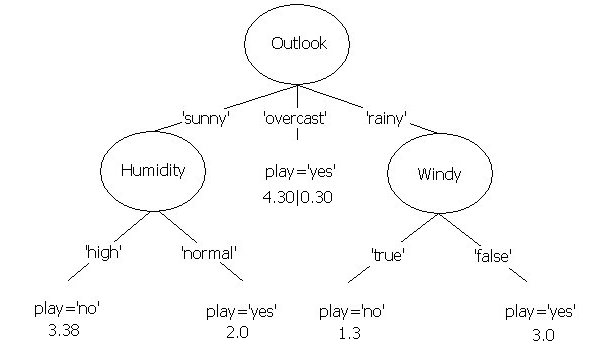 Outlook
'sunny' 'overcast' 'rainy'
Humidity
play='yes'
4.30|0.30
Windy
'high' 'normal' 'true' 'false'
play='no'
3.38
play='yes'
2.0
play='no'
1.3
play='yes'
3.0